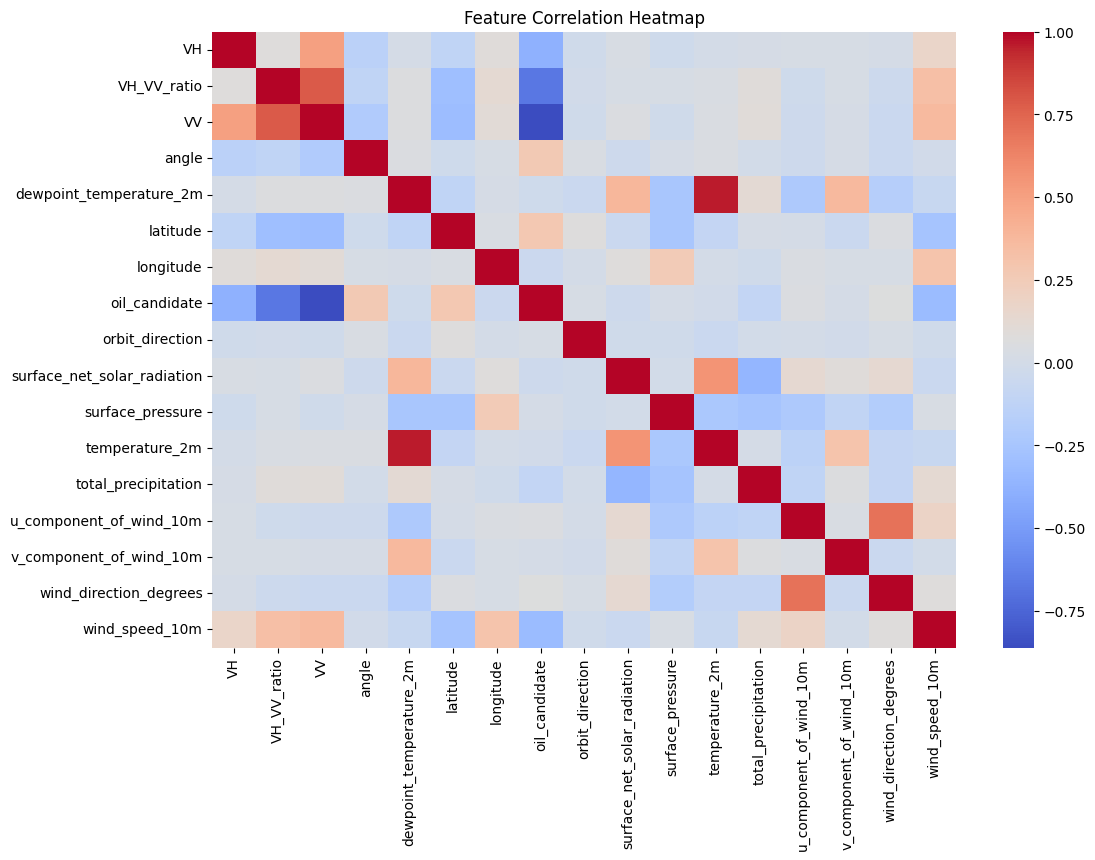 Feature Correlation Heatmap
VH
VH_VV_ratio
VV
angle
dewpoint_temperature_2m
latitude
longitude
oil_candidate
orbit_direction
surface_net_solar_radiation
surface_pressure
temperature_2m
total_precipitation
u_component_of_wind_10m
v_component_of_wind_10m
wind_direction_degrees
wind_speed_10m
VH
VH_VV_ratio
VV
angle
dewpoint_temperature_2m
latitude
longitude
oil_candidate
orbit_direction
surface_net_solar_radiation
surface_pressure
temperature_2m
total_precipitation
u_component_of_wind_10m
v_component_of_wind_10m
wind_direction_degrees
wind_speed_10m
1.00
0.75
0.50
0.25
0.00
−0.25
−0.50
−0.75